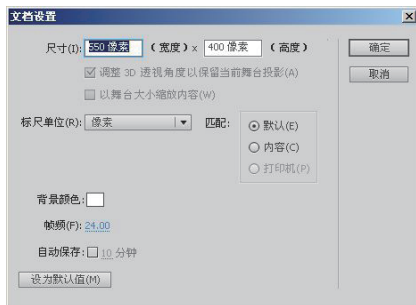 文档设置
尺寸(I): 550 像素 (宽度) x 400 像素 (高度) 确定
调整 3D 透视角度以保留当前舞台投影(A) 取消
以舞台大小缩放内容(W)
标尺单位(R): 像素 匹配: 默认(E)
内容(C)
打印机(P)
背景颜色:
帧频(F): 24.00
自动保存: 10 分钟
设为默认值(M)